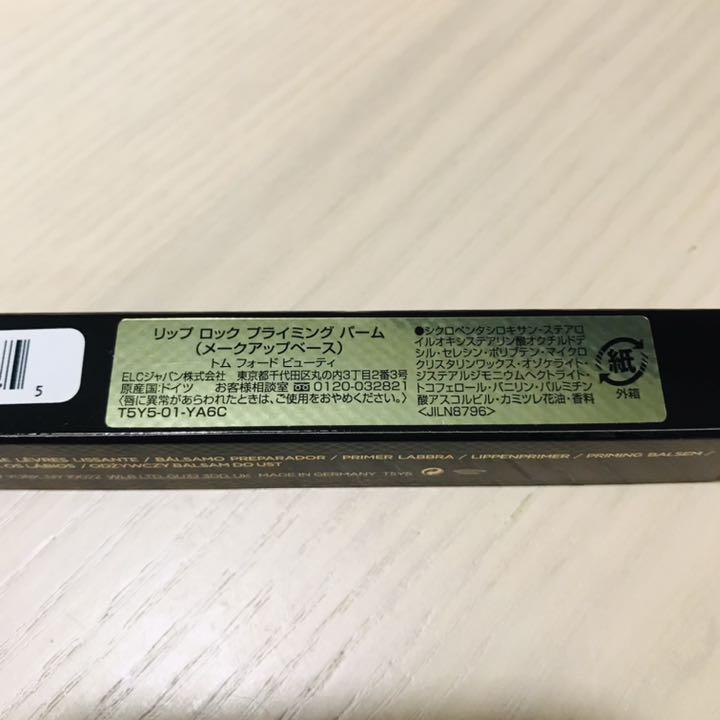 リップ ロック プライミング バーム
(メークアップベース)
トム フォード ビューティ
ELCジャパン株式会社 東京都千代田区丸の内3丁目2番3号
原産国:ドイツ お客様相談室 0120-032821
〈唇に異常があらわれたときは、ご使用をおやめください。〉
T5Y5-01-YA6C
●シクロペンタシロキサン・ステアロ
イルオキシステアリン酸オクチルドデ
シル・セレシン・ポリブテン・マイクロ
クリスタリンワックス・オゾケライト・
ジステアルジモニウムヘクトライト・
トコフェロール・バニリン・パルミチン
酸アスコルビル・カミツレ花油・香料
<JILN8796>
紙
外箱
5
LÈVRES LISSANTE / BÁLSAMO PREPARADOR / PRIMER LABBRA / LIPPENPRIMER / PRIMING BALSEM /
LOS LÁBIOS / ODŻYWCZY BALSAM DO UST
MADE IN GERMANY T5Y5